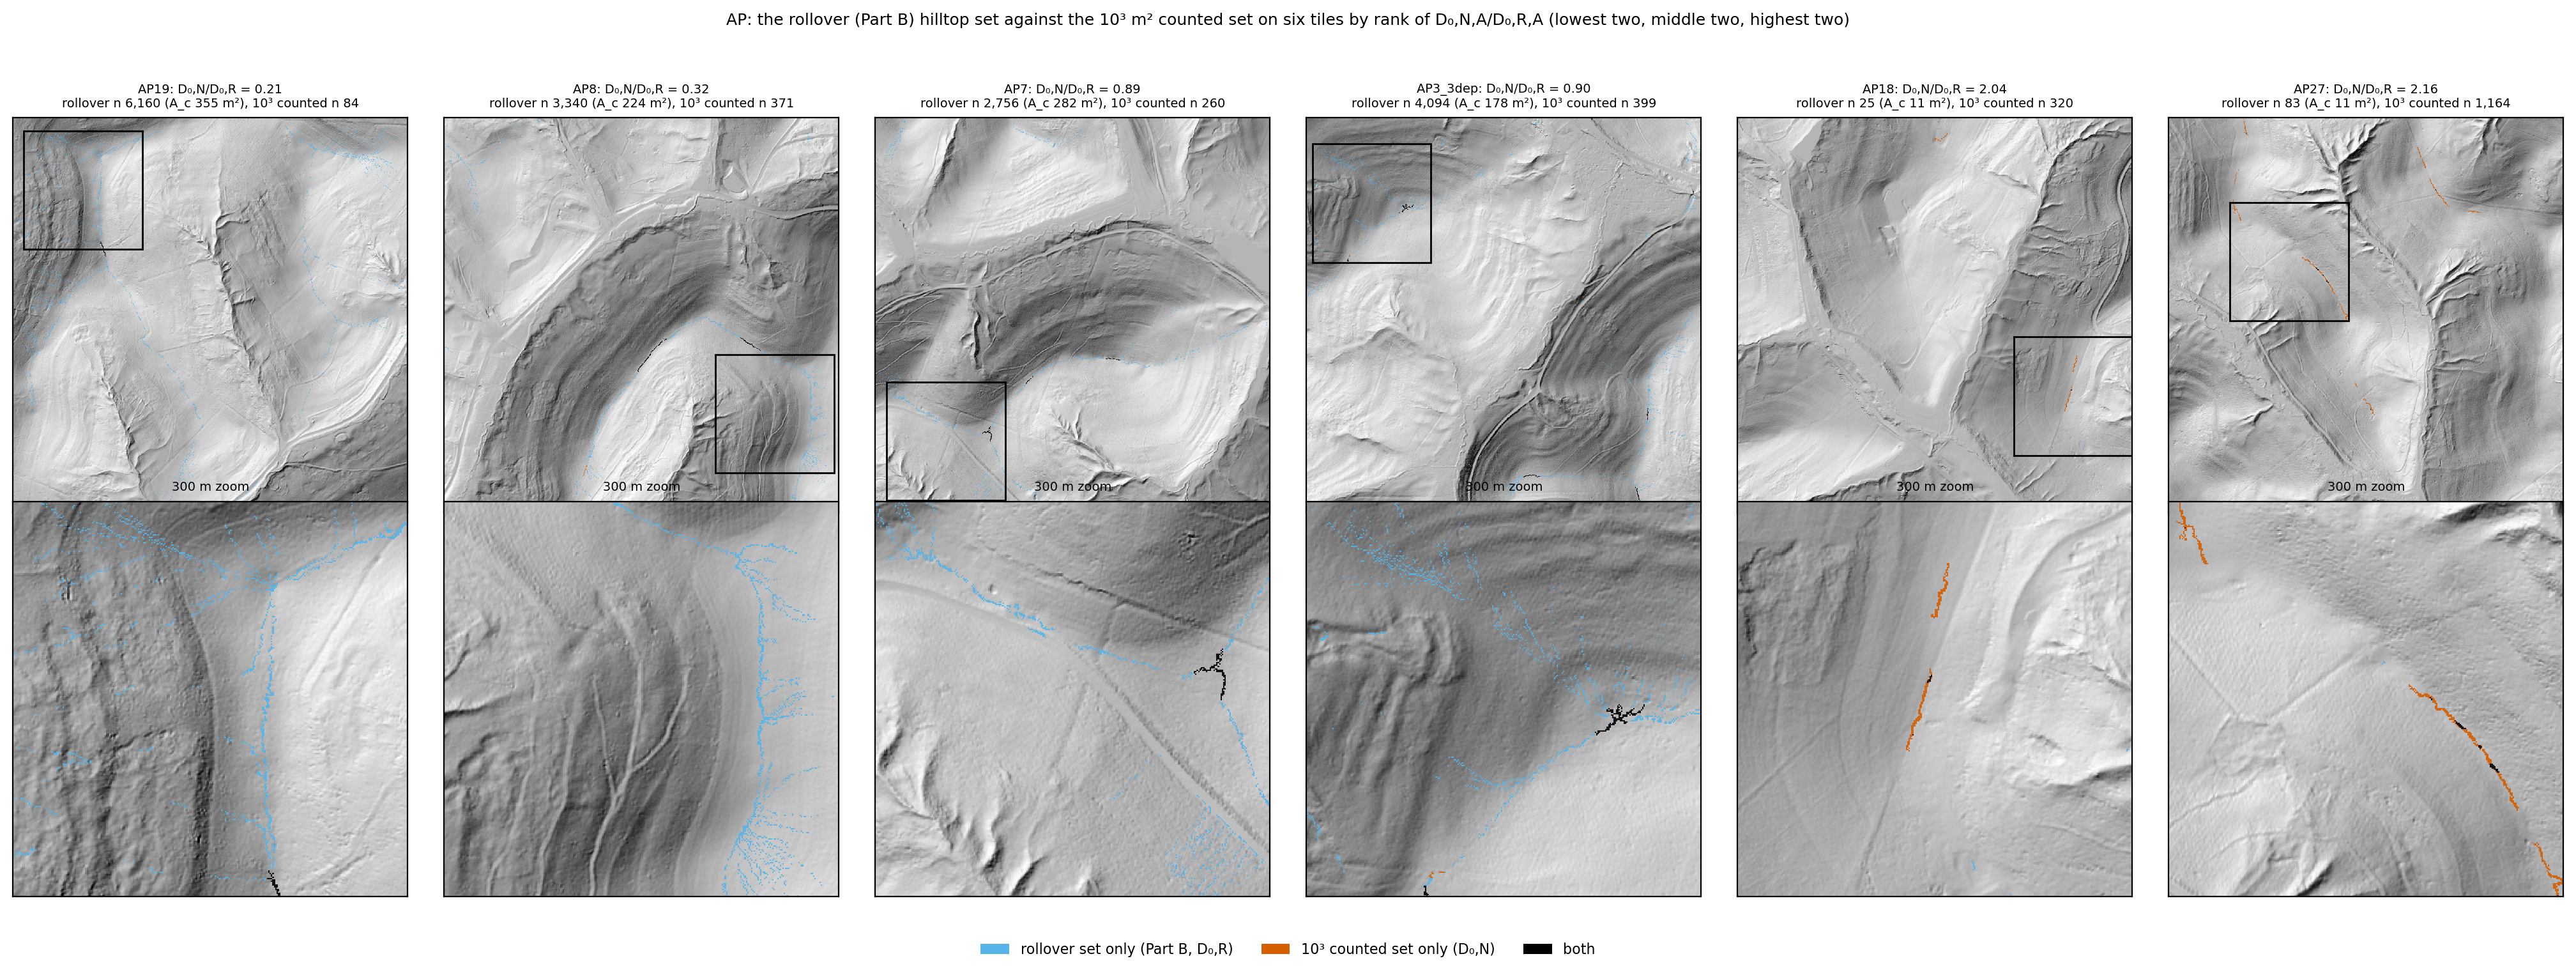 AP: the rollover (Part B) hilltop set against the 10³ m² counted set on six tiles by rank of D₀,N,A/D₀,R,A (lowest two, middle two, highest two)
AP19: D₀,N/D₀,R = 0.21
rollover n 6,160 (A_c 355 m²), 10³ counted n 84
AP8: D₀,N/D₀,R = 0.32
rollover n 3,340 (A_c 224 m²), 10³ counted n 371
AP7: D₀,N/D₀,R = 0.89
rollover n 2,756 (A_c 282 m²), 10³ counted n 260
AP3_3dep: D₀,N/D₀,R = 0.90
rollover n 4,094 (A_c 178 m²), 10³ counted n 399
AP18: D₀,N/D₀,R = 2.04
rollover n 25 (A_c 11 m²), 10³ counted n 320
AP27: D₀,N/D₀,R = 2.16
rollover n 83 (A_c 11 m²), 10³ counted n 1,164
300 m zoom
300 m zoom
300 m zoom
300 m zoom
300 m zoom
300 m zoom
rollover set only (Part B, D₀,R)
10³ counted set only (D₀,N)
both